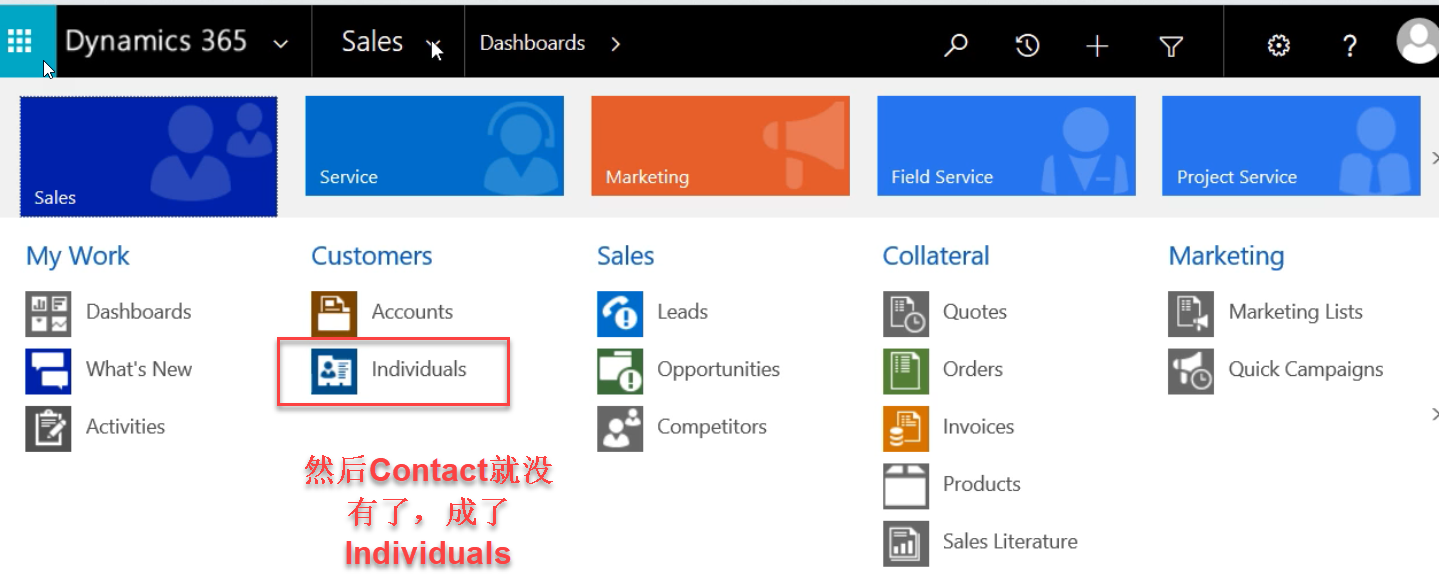 Dynamics 365
Sales
Dashboards
?
Sales
Service
Marketing
Field Service
Project Service
My Work
Dashboards
What's New
Activities
Customers
Accounts
Individuals
然后Contact就没
有了，成了
Individuals
Sales
Leads
Opportunities
Competitors
Collateral
Quotes
Orders
Invoices
Products
Sales Literature
Marketing
Marketing Lists
Quick Campaigns